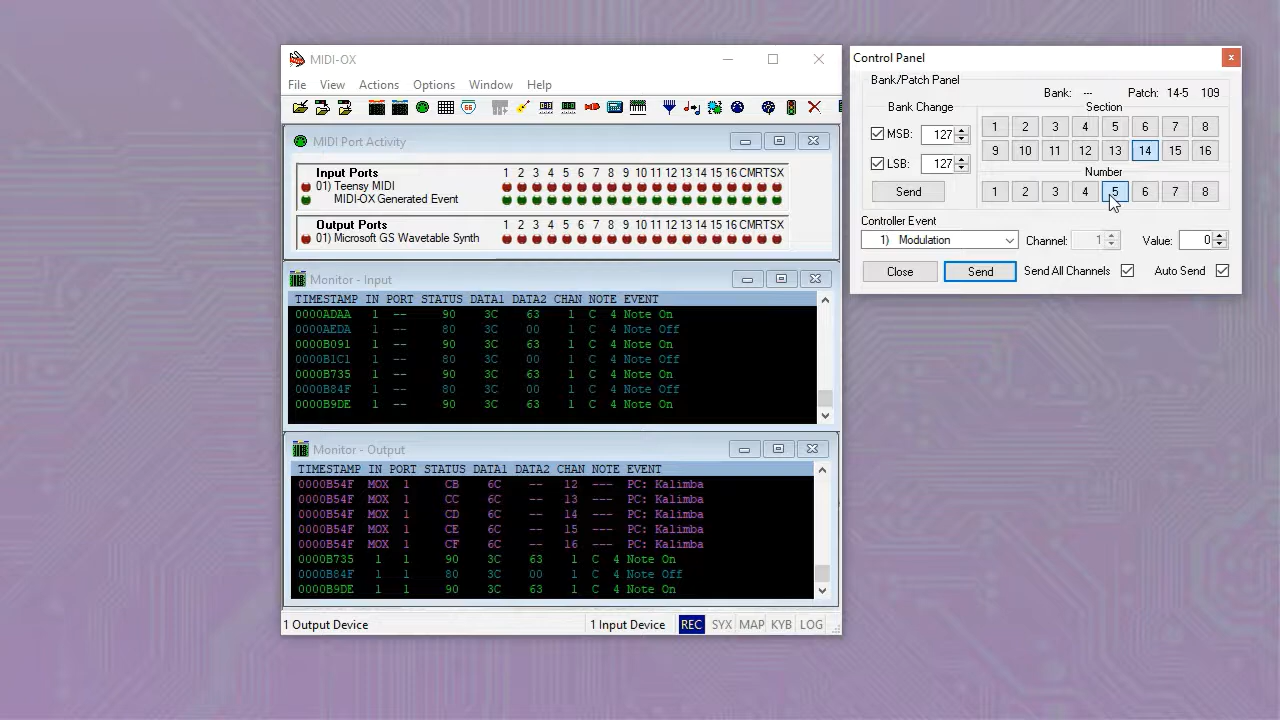 MIDI-OX
File View Actions Options Window Help
MIDI Port Activity
Input Ports 1 2 3 4 5 6 7 8 9 10 11 12 13 14 15 16 CMRTSX
01) Teensy MIDI
MIDI-OX Generated Event
Output Ports 1 2 3 4 5 6 7 8 9 10 11 12 13 14 15 16 CMRTSX
01) Microsoft GS Wavetable Synth
Monitor - Input
TIMESTAMP IN PORT STATUS DATA1 DATA2 CHAN NOTE EVENT
0000ADAA 1 -- 90 3C 63 1 C 4 Note On
0000AEDA 1 -- 80 3C 00 1 C 4 Note Off
0000B091 1 -- 90 3C 63 1 C 4 Note On
0000B1C1 1 -- 80 3C 00 1 C 4 Note Off
0000B735 1 -- 90 3C 63 1 C 4 Note On
0000B84F 1 -- 80 3C 00 1 C 4 Note Off
0000B9DE 1 -- 90 3C 63 1 C 4 Note On
Monitor - Output
TIMESTAMP IN PORT STATUS DATA1 DATA2 CHAN NOTE EVENT
0000B54F MOX 1 CB 6C -- 12 --- PC: Kalimba
0000B54F MOX 1 CC 6C -- 13 --- PC: Kalimba
0000B54F MOX 1 CD 6C -- 14 --- PC: Kalimba
0000B54F MOX 1 CE 6C -- 15 --- PC: Kalimba
0000B54F MOX 1 CF 6C -- 16 --- PC: Kalimba
0000B735 1 1 90 3C 63 1 C 4 Note On
0000B84F 1 1 80 3C 00 1 C 4 Note Off
0000B9DE 1 1 90 3C 63 1 C 4 Note On
1 Output Device 1 Input Device REC SYX MAP KYB LOG
Control Panel
Bank/Patch Panel
Bank: --- Patch: 14-5 109
Bank Change Section
MSB: 127 1 2 3 4 5 6 7 8
9 10 11 12 13 14 15 16
LSB: 127 Number
Send 1 2 3 4 5 6 7 8
Controller Event
1) Modulation Channel: 1 Value: 0
Close Send Send All Channels Auto Send